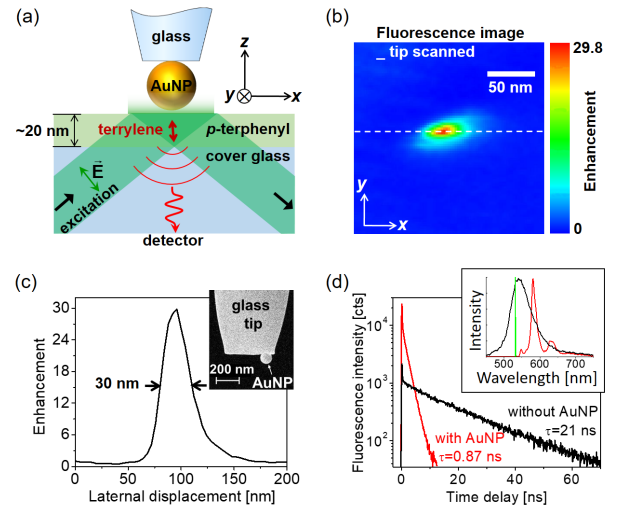 (a)
glass
AuNP
z
y
x
~20 nm
terrylene
p-terphenyl
cover glass
E
excitation
detector
(b)
Fluorescence image
_ tip scanned
50 nm
y
x
29.8
Enhancement
0
(c)
30
24
18
12
6
0
Enhancement
30 nm
glass
tip
200 nm
AuNP
0 50 100 150 200
Laternal displacement [nm]
(d)
Fluorescence intensity [cts]
10⁴
10³
10²
Intensity
500 600 700
Wavelength [nm]
without AuNP
τ=21 ns
with AuNP
τ=0.87 ns
0 20 40 60
Time delay [ns]